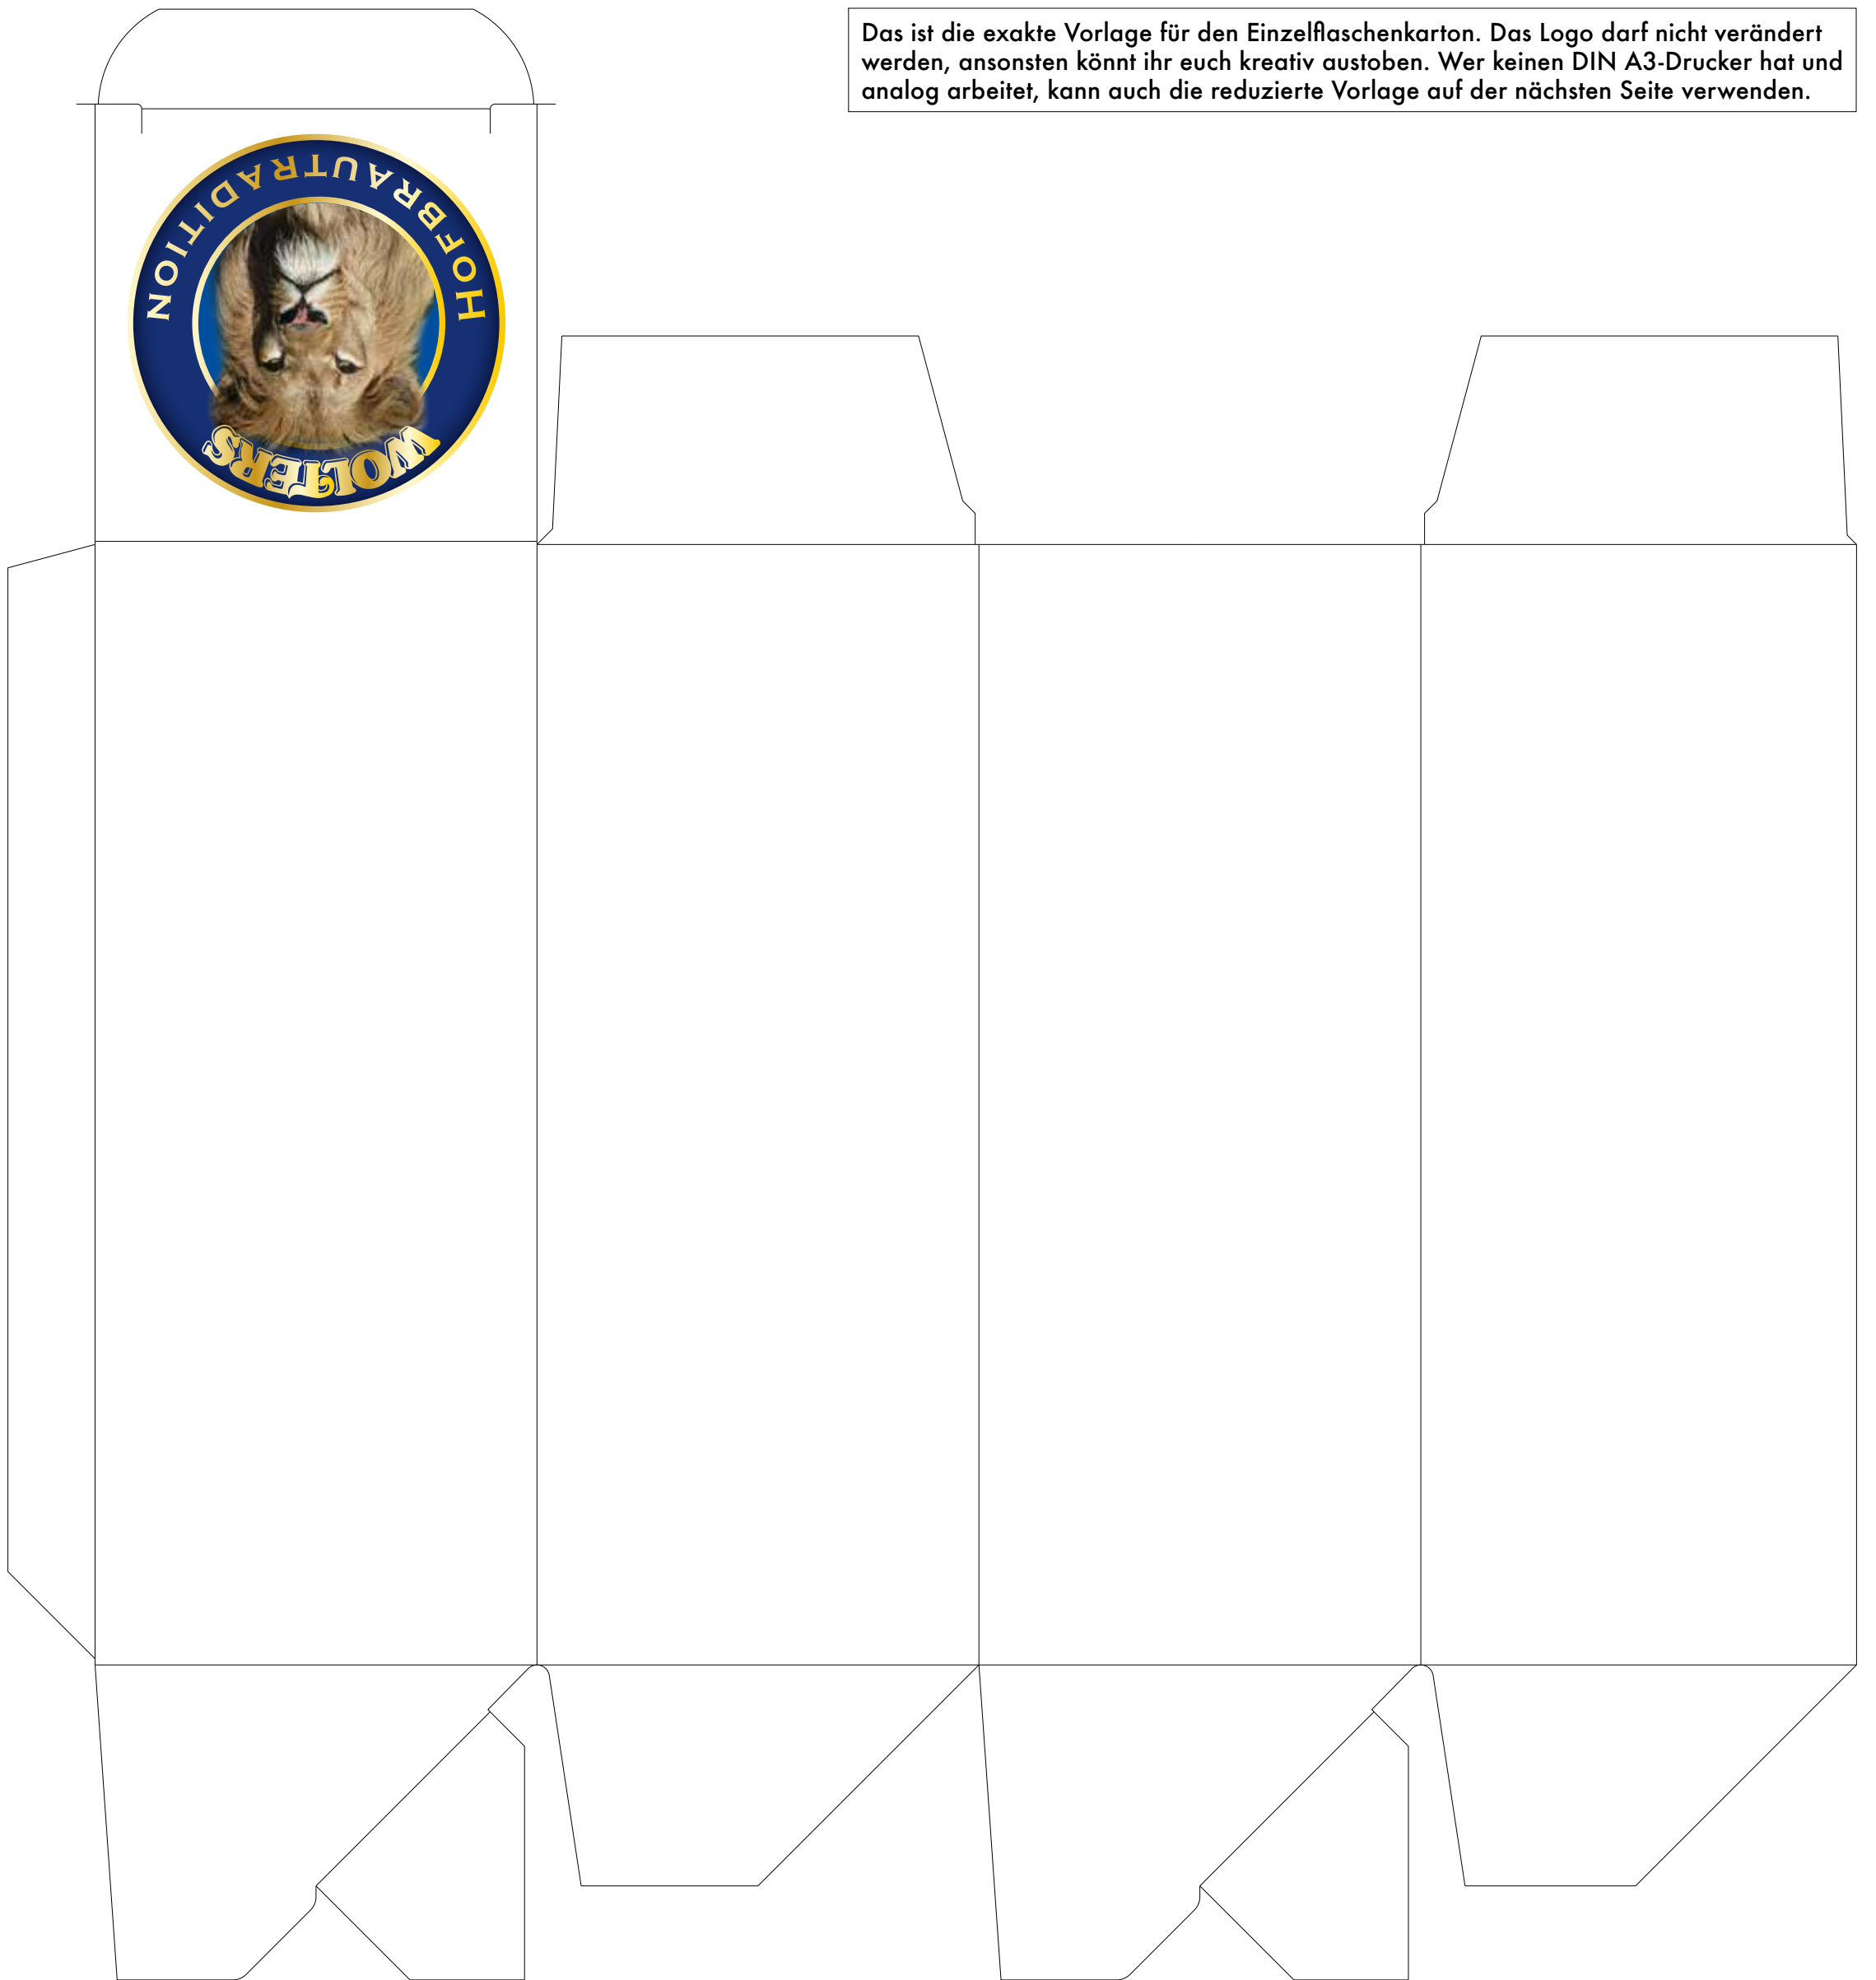 Das ist die exakte Vorlage für den Einzelflaschenkarton. Das Logo darf nicht verändert
werden, ansonsten könnt ihr euch kreativ austoben. Wer keinen DIN A3-Drucker hat und
analog arbeitet, kann auch die reduzierte Vorlage auf der nächsten Seite verwenden.
WOLTERS
HOFBRAUTRADITION